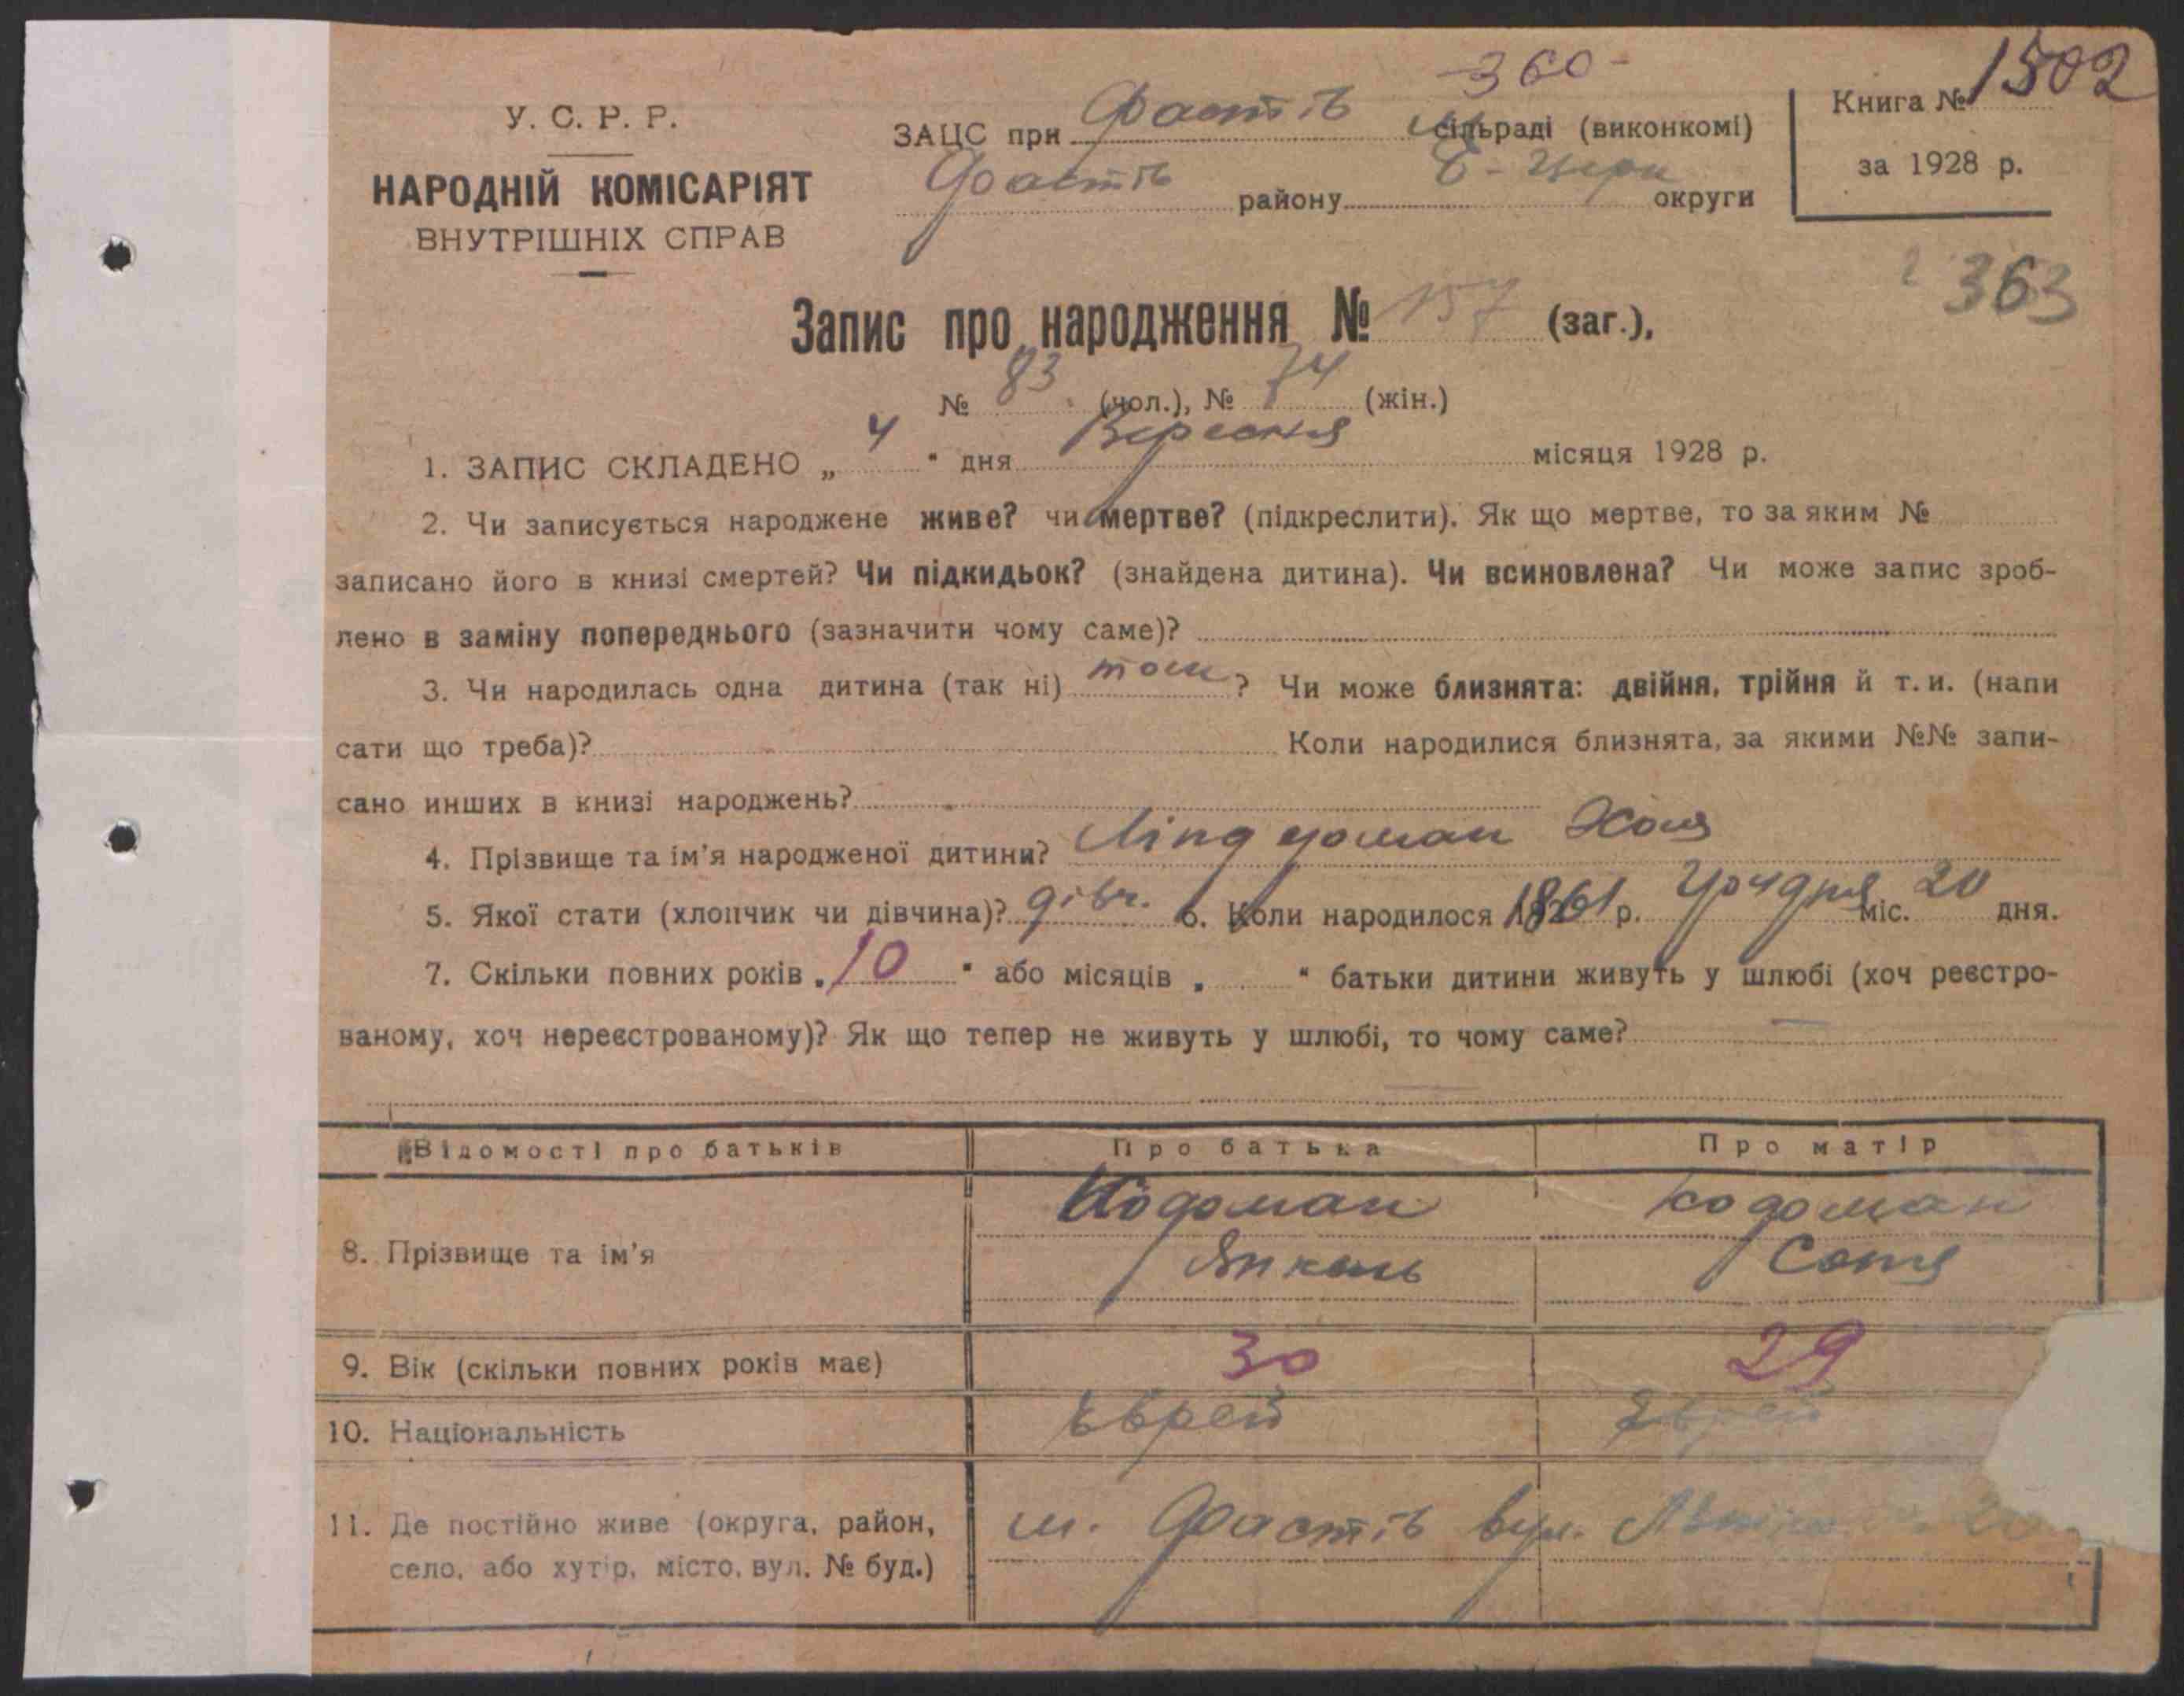 -360-
1502
У. С. Р. Р.
НАРОДНІЙ КОМІСАРІЯТ
ВНУТРІШНІХ СПРАВ
ЗАЦС при Фастів сільраді (виконкомі)
Фастів району Б-Церк округи
Книга №
за 1928 р.
363
Запис про народження № 157 (заг.),
№ 83 (чол.), № 74 (жін.)
1. ЗАПИС СКЛАДЕНО „ 4 " дня Вересня місяця 1928 р.
2. Чи записується народжене живе? чи мертве? (підкреслити). Як що мертве, то за яким №
записано його в книзі смертей? Чи підкидьок? (знайдена дитина). Чи всиновлена? Чи може запис зроб-
лено в заміну попереднього (зазначити чому саме)?
3. Чи народилась одна дитина (так ні) так ? Чи може близнята: двійня, трійня й т. и. (напи
сати що треба)? Коли народилися близнята, за якими №№ запи-
сано инших в книзі народжень?
4. Прізвище та ім'я народженої дитини? Хая
5. Якої стати (хлопчик чи дівчина)? дівч. 6. Коли народилося р. Грудня міс. 20 дня.
7. Скільки повних років „ 10 " або місяців „ " батьки дитини живуть у шлюбі (хоч реєстро-
ваному, хоч нереєстрованому)? Як що тепер не живуть у шлюбі, то чому саме?
Відомості про батьків Про батька Про матір
8. Прізвище та ім'я
Кофман Кофман
Янкель Соня
9. Вік (скільки повних років має) 30 29
10. Національність Єврей Єврей
11. Де постійно живе (округа, район,
село, або хутір, місто, вул. № буд.)
м. Фастів вул.